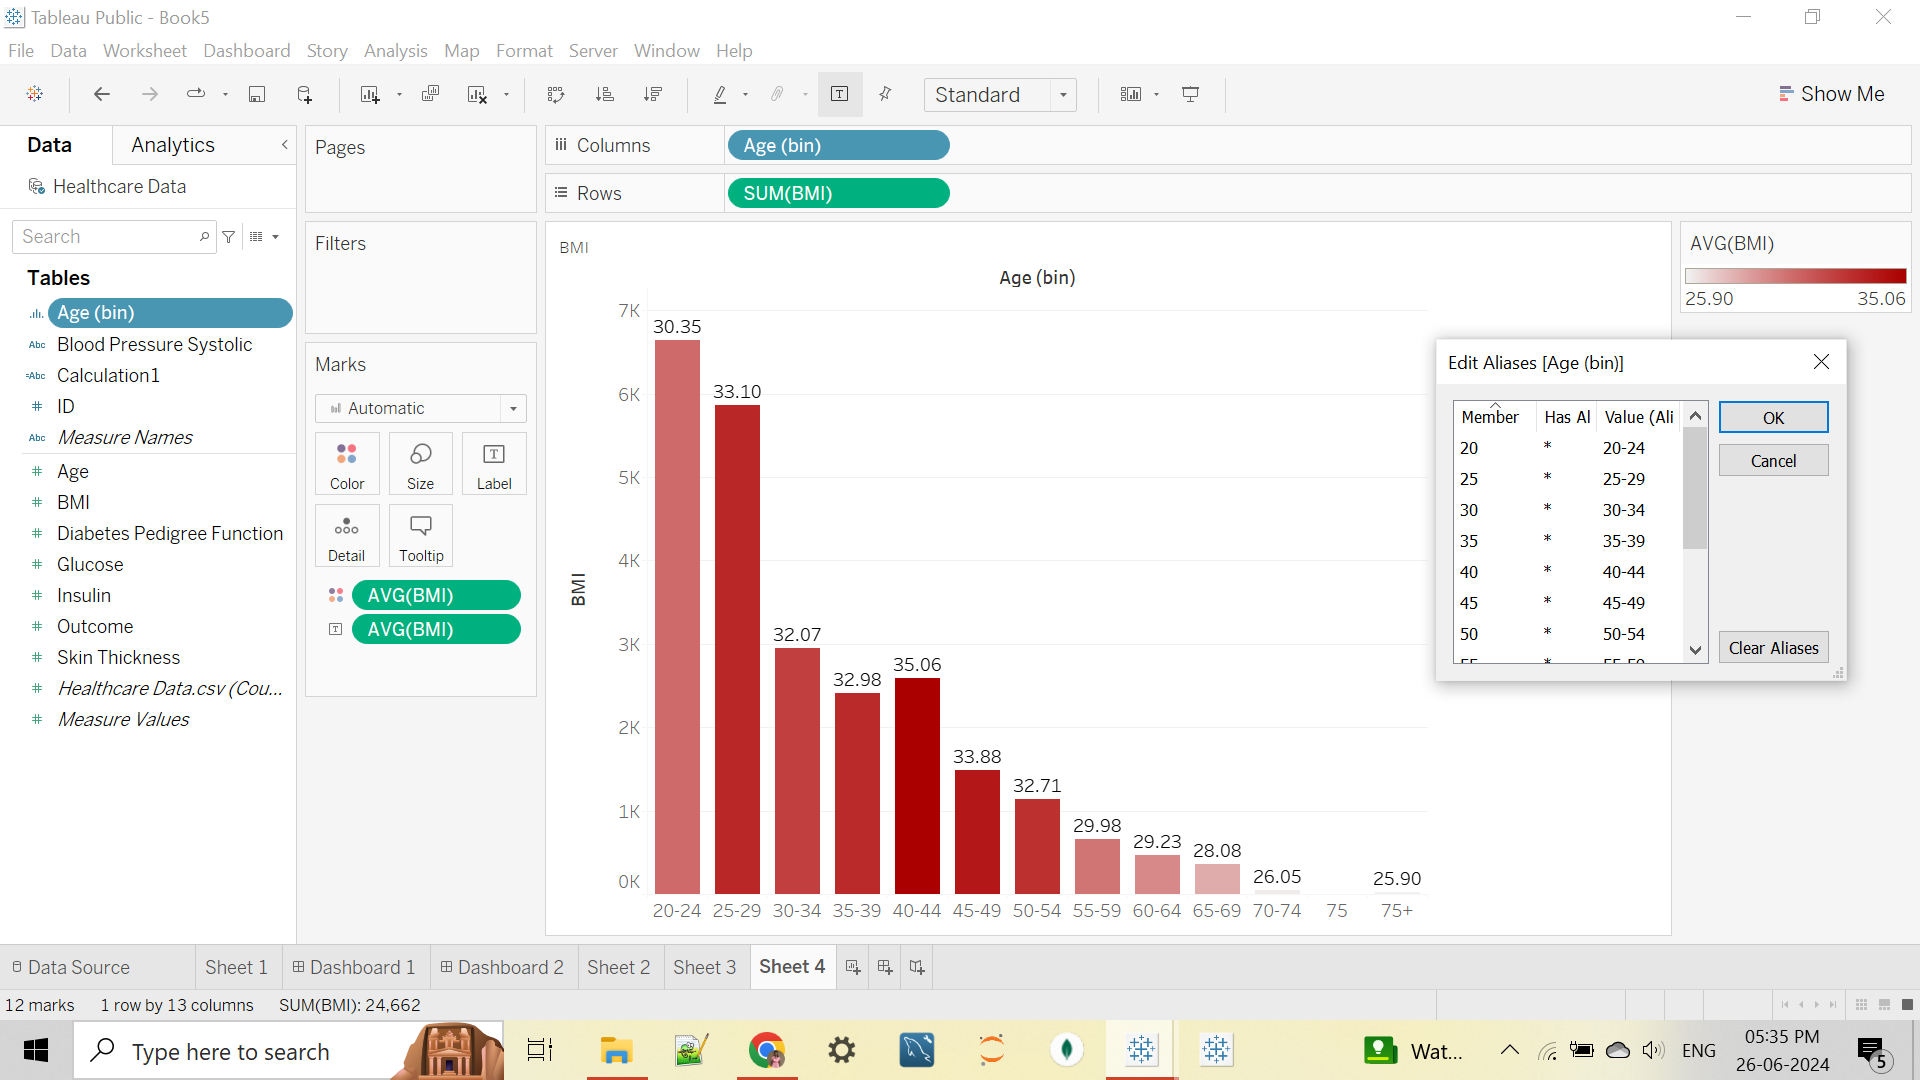 Tableau Public - Book5
File Data Worksheet Dashboard Story Analysis Map Format Server Window Help
Standard
Show Me
Data Analytics
Healthcare Data
Search
Tables
Age (bin)
Abc Blood Pressure Systolic
=Abc Calculation1
# ID
Abc Measure Names
# Age
# BMI
# Diabetes Pedigree Function
# Glucose
# Insulin
# Outcome
# Skin Thickness
# Healthcare Data.csv (Cou...
# Measure Values
Pages
Filters
Marks
Automatic
Color Size Label
Detail Tooltip
AVG(BMI)
AVG(BMI)
Columns Age (bin)
Rows SUM(BMI)
BMI
Age (bin)
7K
6K
5K
4K
3K
2K
1K
0K
BMI
30.35
33.10
32.07
32.98
35.06
33.88
32.71
29.98
29.23
28.08
26.05
25.90
20-24 25-29 30-34 35-39 40-44 45-49 50-54 55-59 60-64 65-69 70-74 75 75+
AVG(BMI)
25.90 35.06
Edit Aliases [Age (bin)]
Member Has Al Value (Ali
20 * 20-24
25 * 25-29
30 * 30-34
35 * 35-39
40 * 40-44
45 * 45-49
50 * 50-54
55 * 55-59
OK
Cancel
Clear Aliases
Data Source Sheet 1 Dashboard 1 Dashboard 2 Sheet 2 Sheet 3 Sheet 4
12 marks 1 row by 13 columns SUM(BMI): 24,662
Type here to search
Wat...
ENG
05:35 PM
26-06-2024
5